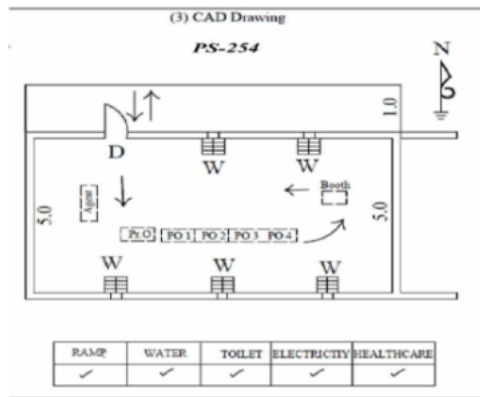 (3) CAD Drawing
PS-254
N
1.0
D
W W
Agent
Booth
5.0
5.0
Pr.O PO 1 PO 2 PO 3 PO 4
W W W
RAMP WATER TOILET ELECTRICTIY HEALTHCARE
✓ ✓ ✓ ✓ ✓